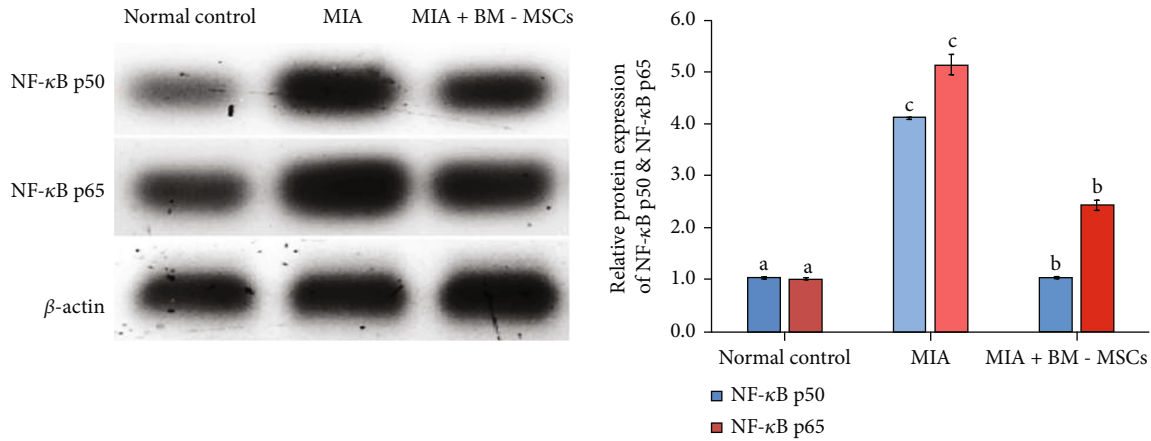 Normal control MIA MIA + BM - MSCs
NF-κB p50
NF-κB p65
β-actin
Relative protein expression
of NF-κB p50 & NF-κB p65
6.0
5.0
4.0
3.0
2.0
1.0
0.0
a a
c c
b b
Normal control MIA MIA + BM - MSCs
NF-κB p50
NF-κB p65